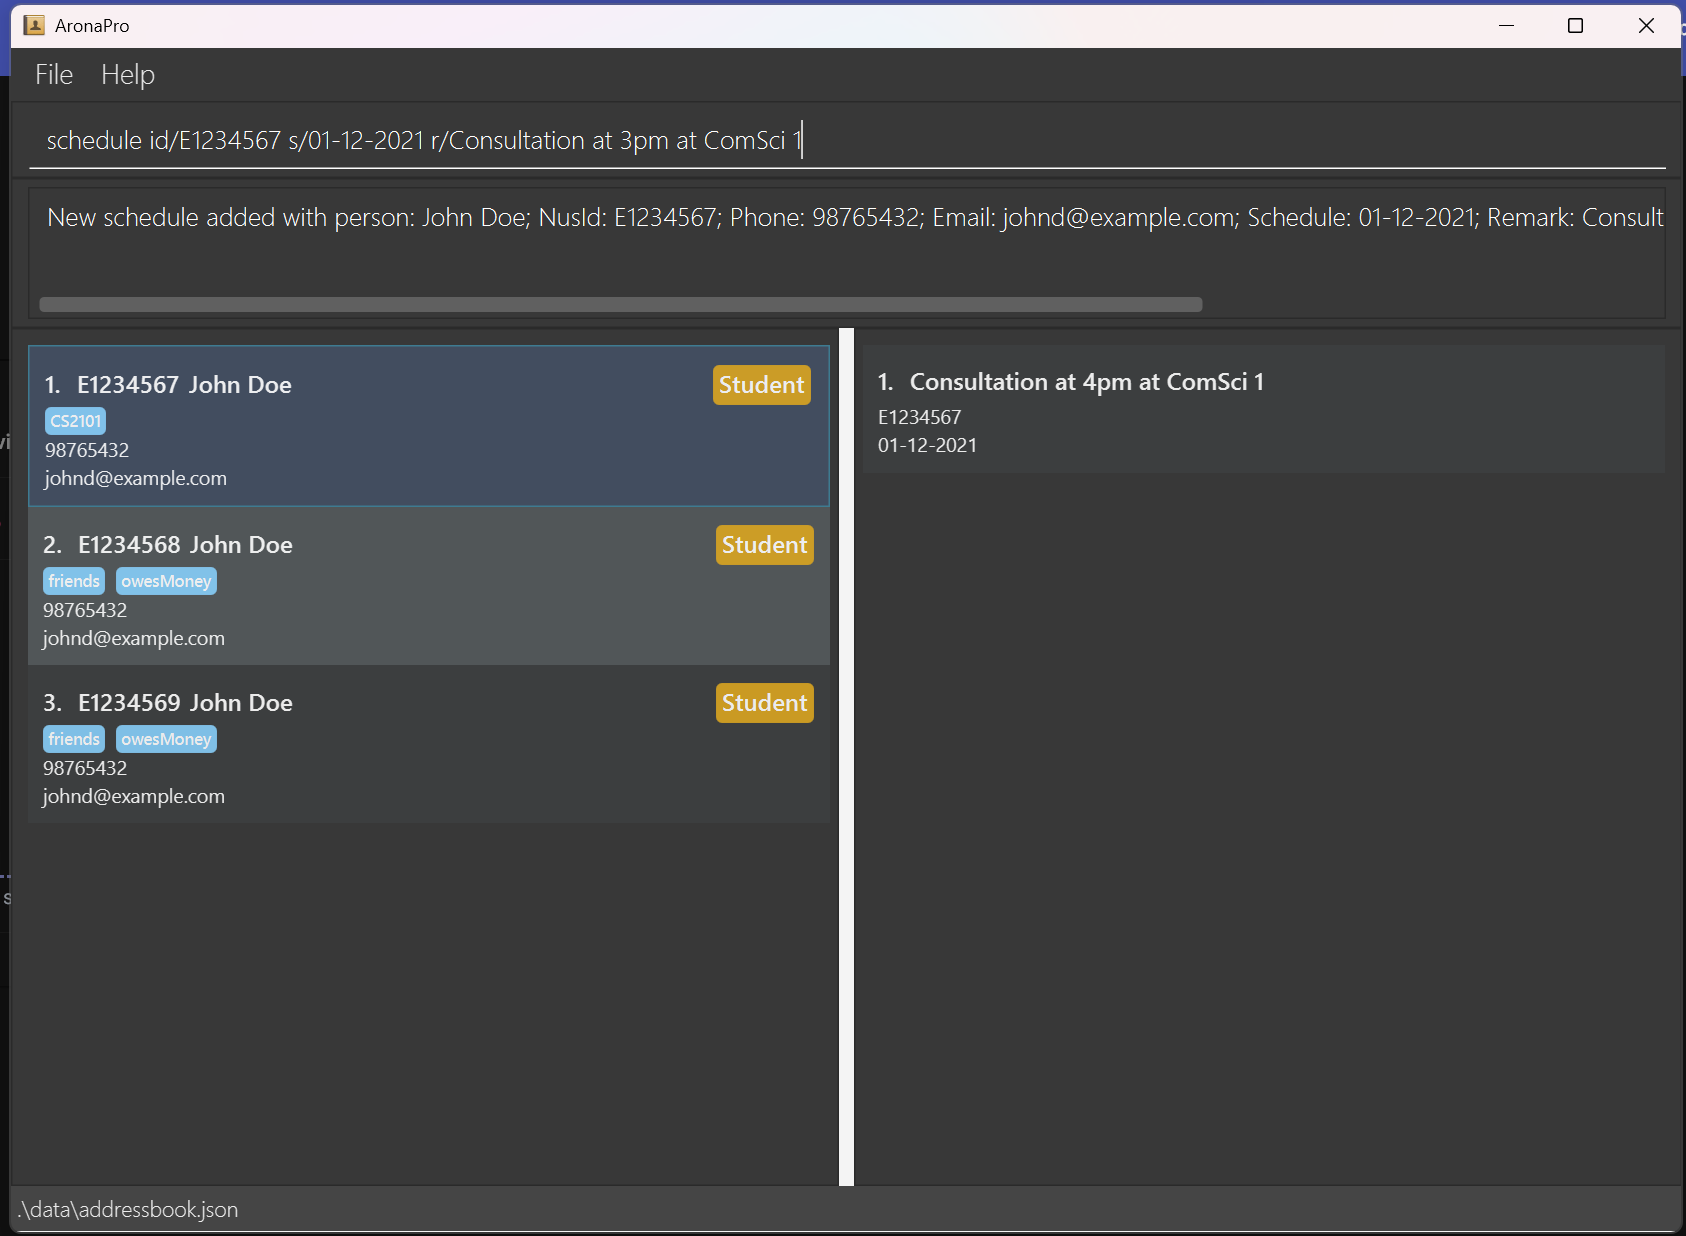 AronaPro
File Help
schedule id/E1234567 s/01-12-2021 r/Consultation at 3pm at ComSci 1
New schedule added with person: John Doe; NusId: E1234567; Phone: 98765432; Email: johnd@example.com; Schedule: 01-12-2021; Remark: Consult
1. E1234567 John Doe Student
CS2101
98765432
johnd@example.com
2. E1234568 John Doe Student
friends owesMoney
98765432
johnd@example.com
3. E1234569 John Doe Student
friends owesMoney
98765432
johnd@example.com
1. Consultation at 4pm at ComSci 1
E1234567
01-12-2021
.\data\addressbook.json